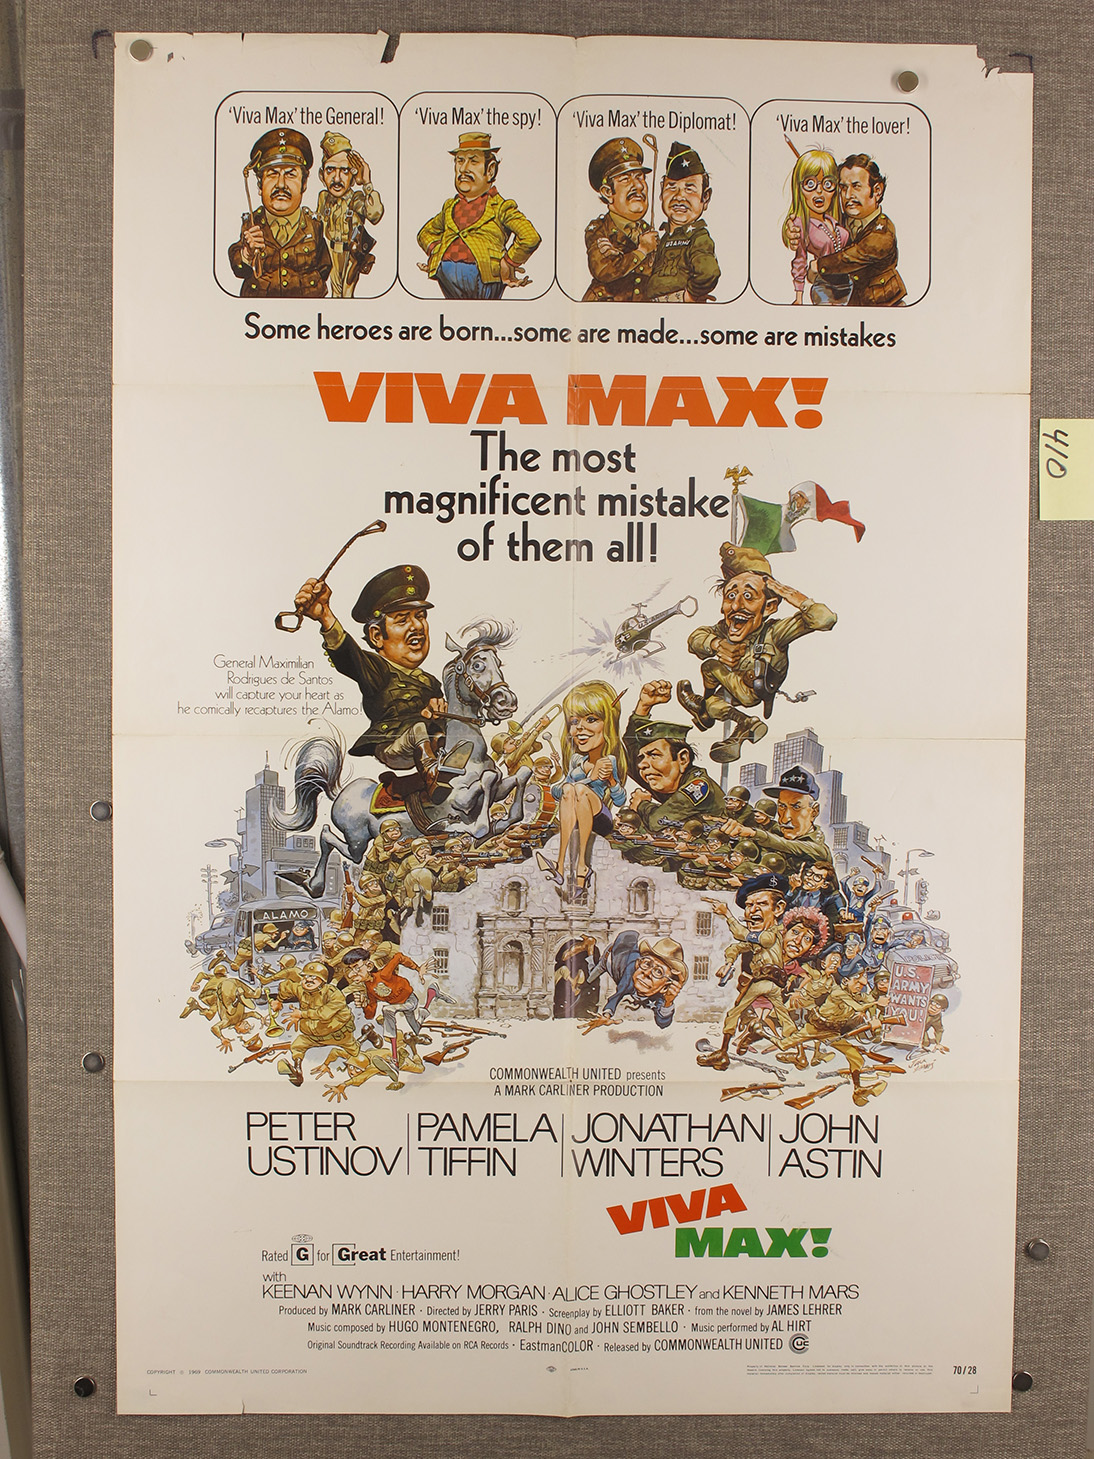 'Viva Max' the General!
'Viva Max' the spy!
'Viva Max' the Diplomat!
'Viva Max' the lover!
Some heroes are born...some are made...some are mistakes
VIVA MAX!
The most
magnificent mistake
of them all!
General Maximilian
Rodrigues de Santos
will capture your heart as
he comically recaptures the Alamo!
410
ALAMO
U.S.
ARMY
WANTS
YOU!
COMMONWEALTH UNITED presents
A MARK CARLINER PRODUCTION
PETER USTINOV
PAMELA TIFFIN
JONATHAN WINTERS
JOHN ASTIN
VIVA
MAX!
Rated G for Great Entertainment!
with
KEENAN WYNN · HARRY MORGAN · ALICE GHOSTLEY and KENNETH MARS
Produced by MARK CARLINER · Directed by JERRY PARIS · Screenplay by ELLIOTT BAKER · from the novel by JAMES LEHRER
Music composed by HUGO MONTENEGRO, RALPH DINO and JOHN SEMBELLO · Music performed by AL HIRT
Original Soundtrack Recording Available on RCA Records · EastmanCOLOR · Released by COMMONWEALTH UNITED CUE
COPYRIGHT © 1969 COMMONWEALTH UNITED CORPORATION
70/28